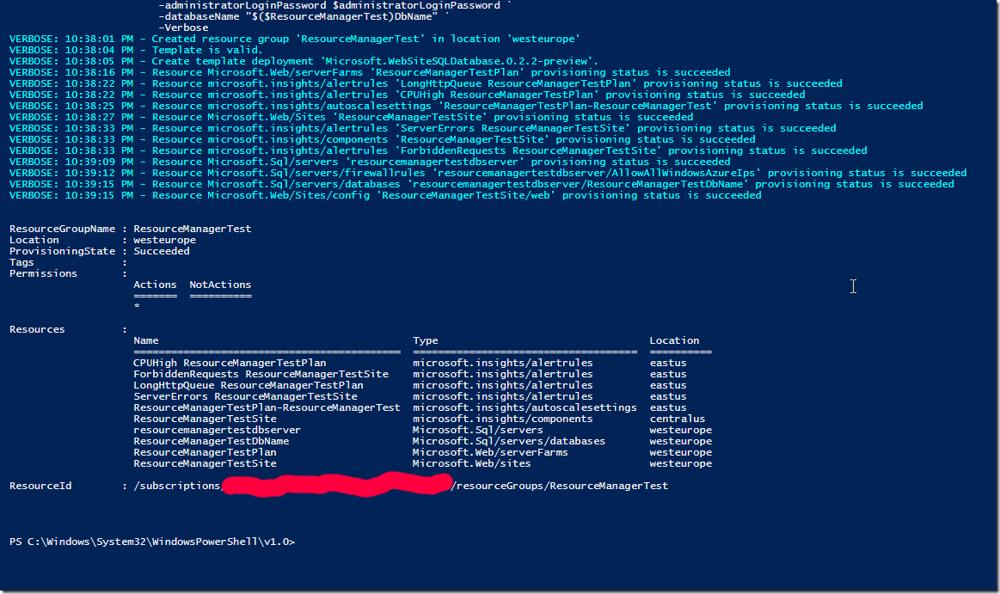 -administratorLoginPassword $administratorLoginPassword `
-databaseName "$($ResourceManagerTest)DbName" `
-Verbose
VERBOSE: 10:38:01 PM - Created resource group 'ResourceManagerTest' in location 'westeurope'
VERBOSE: 10:38:04 PM - Template is valid.
VERBOSE: 10:38:05 PM - Create template deployment 'Microsoft.WebSiteSQLDatabase.0.2.2-preview'.
VERBOSE: 10:38:16 PM - Resource Microsoft.Web/serverFarms 'ResourceManagerTestPlan' provisioning status is succeeded
VERBOSE: 10:38:22 PM - Resource microsoft.insights/alertrules 'LongHttpQueue ResourceManagerTestPlan' provisioning status is succeeded
VERBOSE: 10:38:22 PM - Resource microsoft.insights/alertrules 'CPUHigh ResourceManagerTestPlan' provisioning status is succeeded
VERBOSE: 10:38:25 PM - Resource microsoft.insights/autoscalesettings 'ResourceManagerTestPlan-ResourceManagerTest' provisioning status is succeeded
VERBOSE: 10:38:27 PM - Resource Microsoft.Web/Sites 'ResourceManagerTestSite' provisioning status is succeeded
VERBOSE: 10:38:33 PM - Resource microsoft.insights/alertrules 'ServerErrors ResourceManagerTestSite' provisioning status is succeeded
VERBOSE: 10:38:33 PM - Resource microsoft.insights/components 'ResourceManagerTestSite' provisioning status is succeeded
VERBOSE: 10:38:33 PM - Resource microsoft.insights/alertrules 'ForbiddenRequests ResourceManagerTestSite' provisioning status is succeeded
VERBOSE: 10:39:09 PM - Resource Microsoft.Sql/servers 'resourcemanagertestdbserver' provisioning status is succeeded
VERBOSE: 10:39:12 PM - Resource Microsoft.Sql/servers/firewallrules 'resourcemanagertestdbserver/AllowAllWindowsAzureIps' provisioning status is succeeded
VERBOSE: 10:39:15 PM - Resource Microsoft.Sql/servers/databases 'resourcemanagertestdbserver/ResourceManagerTestDbName' provisioning status is succeeded
VERBOSE: 10:39:15 PM - Resource Microsoft.Web/Sites/config 'ResourceManagerTestSite/web' provisioning status is succeeded
ResourceGroupName : ResourceManagerTest
Location : westeurope
ProvisioningState : Succeeded
Tags :
Permissions :
Actions NotActions
======= ==========
*
Resources :
Name Type Location
=========================================== ==================================== ==========
CPUHigh ResourceManagerTestPlan microsoft.insights/alertrules eastus
ForbiddenRequests ResourceManagerTestSite microsoft.insights/alertrules eastus
LongHttpQueue ResourceManagerTestPlan microsoft.insights/alertrules eastus
ServerErrors ResourceManagerTestSite microsoft.insights/alertrules eastus
ResourceManagerTestPlan-ResourceManagerTest microsoft.insights/autoscalesettings eastus
ResourceManagerTestSite microsoft.insights/components centralus
resourcemanagertestdbserver Microsoft.Sql/servers westeurope
ResourceManagerTestDbName Microsoft.Sql/servers/databases westeurope
ResourceManagerTestPlan Microsoft.Web/serverFarms westeurope
ResourceManagerTestSite Microsoft.Web/sites westeurope
ResourceId : /subscriptions/ /resourceGroups/ResourceManagerTest
PS C:\Windows\System32\WindowsPowerShell\v1.0>